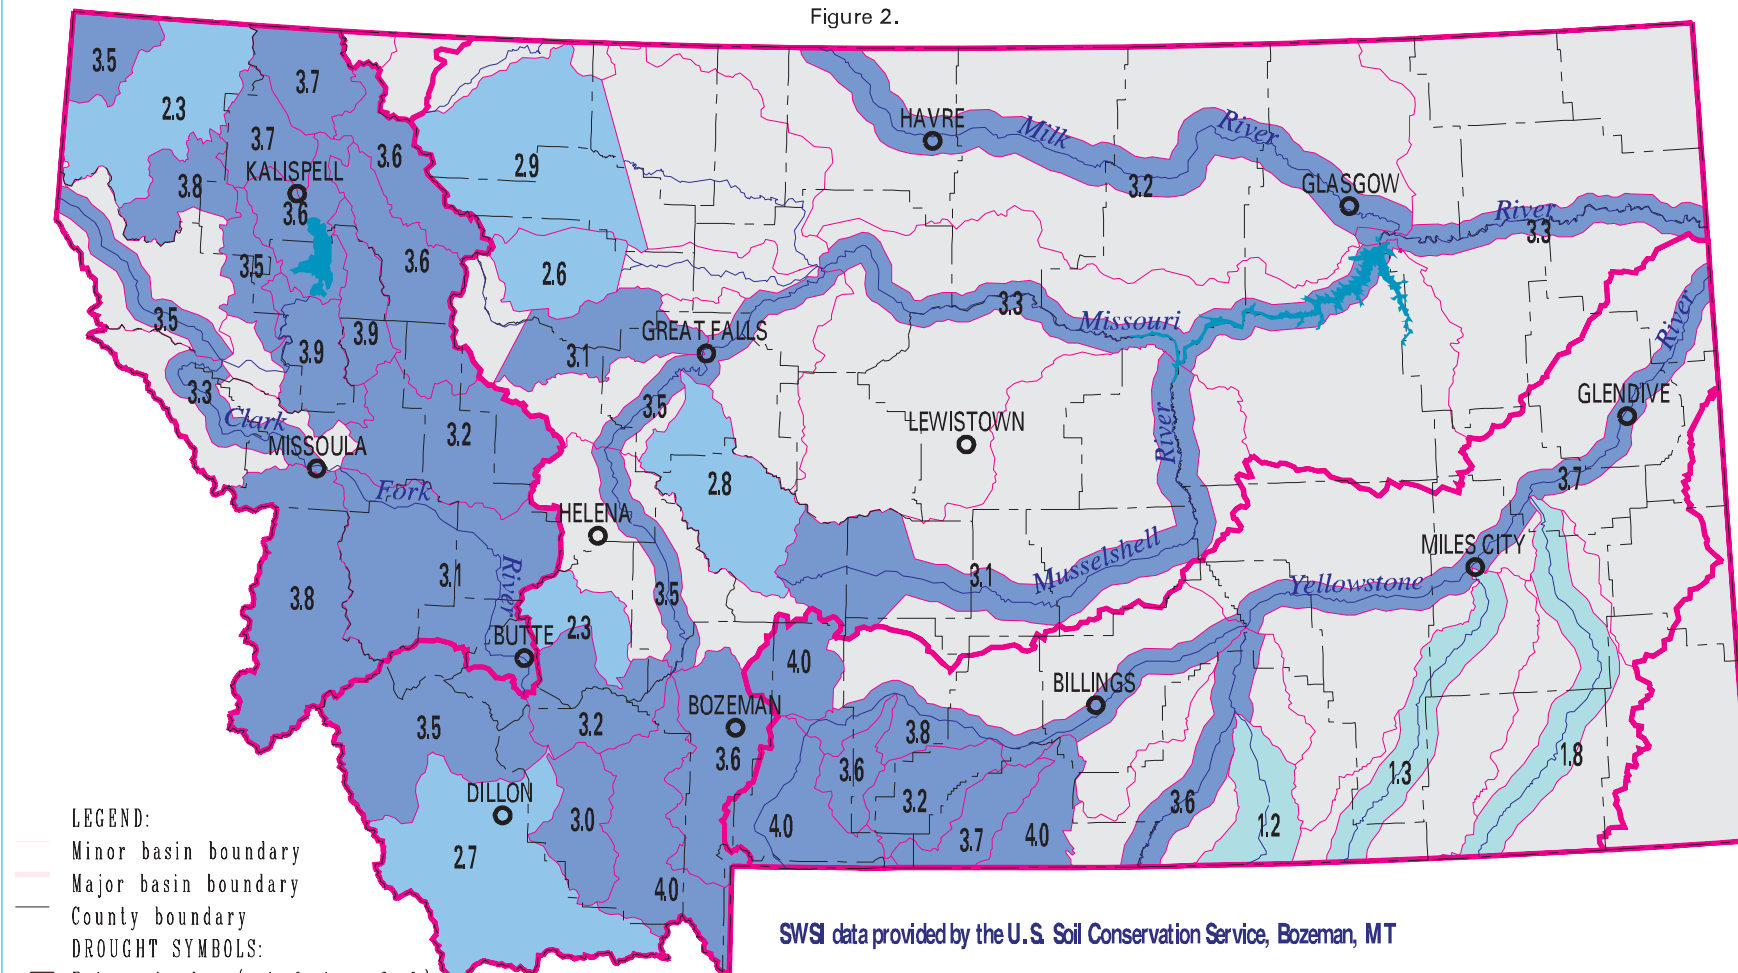 Figure 2.
3.5
2.3
3.7
3.7
3.6
2.9
HAVRE
Milk
River
3.2
KALISPELL
3.8
3.6
GLASGOW
River
3.3
3.5
3.6
2.6
3.5
3.9
3.9
3.1
GREAT FALLS
3.3
Missouri
River
3.3
3.5
GLENDIVE
Clark
MISSOULA
3.2
LEWISTOWN
River
Fork
2.8
3.7
HELENA
MILES CITY
3.8
3.1
River
3.5
3.1
Musselshell
Yellowstone
BUTTE
2.3
4.0
BOZEMAN
BILLINGS
3.5
3.2
3.8
3.6
3.6
1.8
1.3
DILLON
3.0
4.0
3.2
3.7
4.0
3.6
1.2
2.7
4.0
LEGEND:
Minor basin boundary
Major basin boundary
County boundary
DROUGHT SYMBOLS:
SWSI data provided by the U.S. Soil Conservation Service, Bozeman, MT